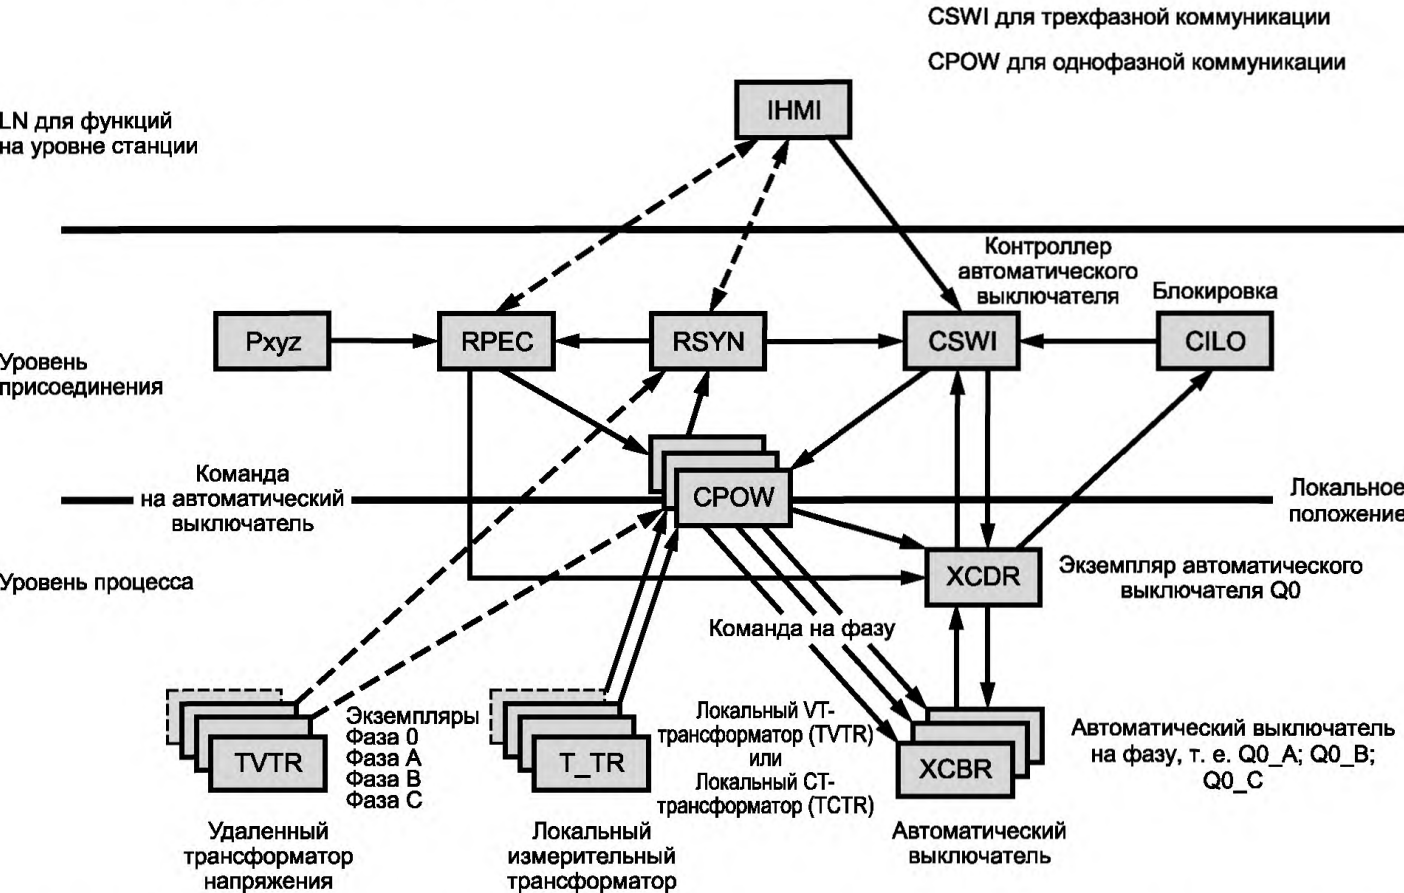 CSWI для трехфазной коммуникации
CPOW для однофазной коммуникации
IHMI
LN для функций
на уровне станции
Контроллер
автоматического
выключателя
Блокировка
Pxyz
RPEC
RSYN
CSWI
CILO
Уровень
присоединения
Команда
на автоматический
выключатель
CPOW
Локальное
положение
Уровень процесса
XCDR
Экземпляр автоматического
выключателя Q0
Команда на фазу
TVTR
Экземпляры
Фаза 0
Фаза A
Фаза B
Фаза C
T_TR
Локальный VT-
трансформатор (TVTR)
или
Локальный CT-
трансформатор (TCTR)
XCBR
Автоматический выключатель
на фазу, т. е. Q0_A; Q0_B;
Q0_C
Удаленный
трансформатор
напряжения
Локальный
измерительный
трансформатор
Автоматический
выключатель